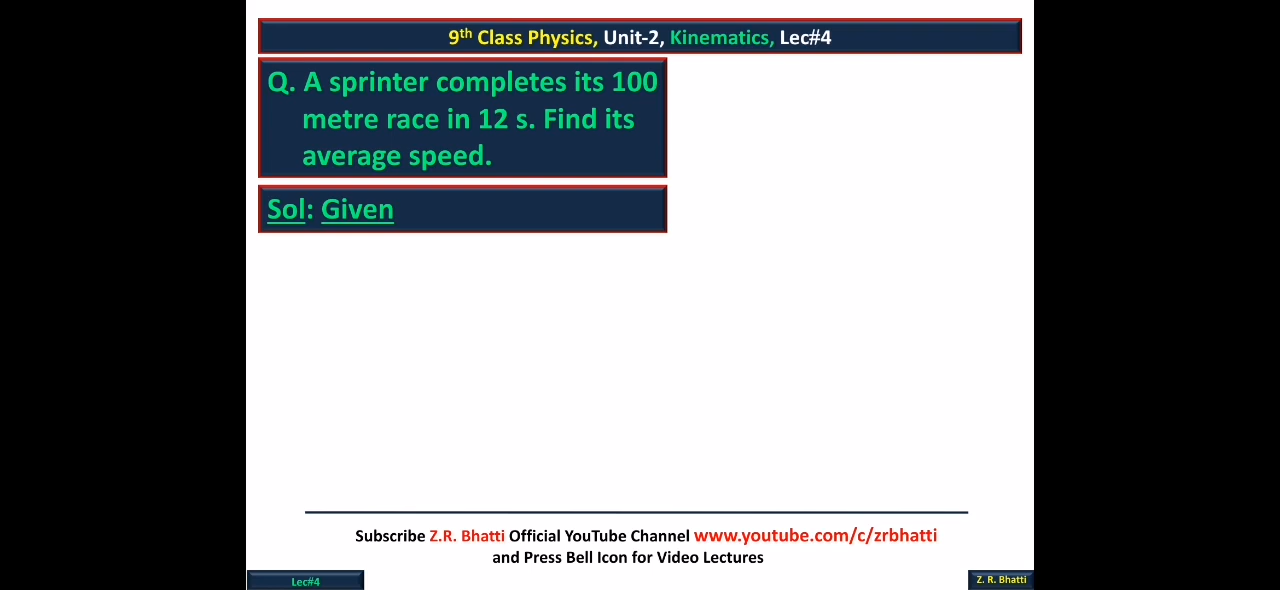 9th Class Physics, Unit-2, Kinematics, Lec#4
Q. A sprinter completes its 100
metre race in 12 s. Find its
average speed.
Sol: Given
Subscribe Z.R. Bhatti Official YouTube Channel www.youtube.com/c/zrbhatti
and Press Bell Icon for Video Lectures
Lec#4
Z. R. Bhatti